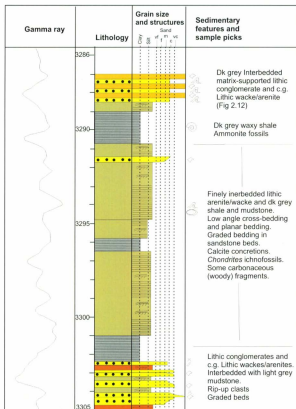 Gamma ray
Lithology
Grain size
and structures
Sedimentary
features and
sample picks
Clay
Silt
Sand
vf
f
m
c
vc
3286
3290
3295
3300
3305
Dk grey Interbedded
matrix-supported lithic
conglomerate and c.g.
Lithic wacke/arenite
(Fig 2.12)
Dk grey waxy shale
Ammonite fossils
Finely inerbedded lithic
arenite/wacke and dk grey
shale and mudstone.
Low angle cross-bedding
and planar bedding.
Graded bedding in
sandstone beds.
Calcite concretions.
Chondrites ichnofossils.
Some carbonaceous
(woody) fragments.
Lithic conglomerates and
c.g. Lithic wackes/arenites.
Interbedded with light grey
mudstone.
Rip-up clasts
Graded beds